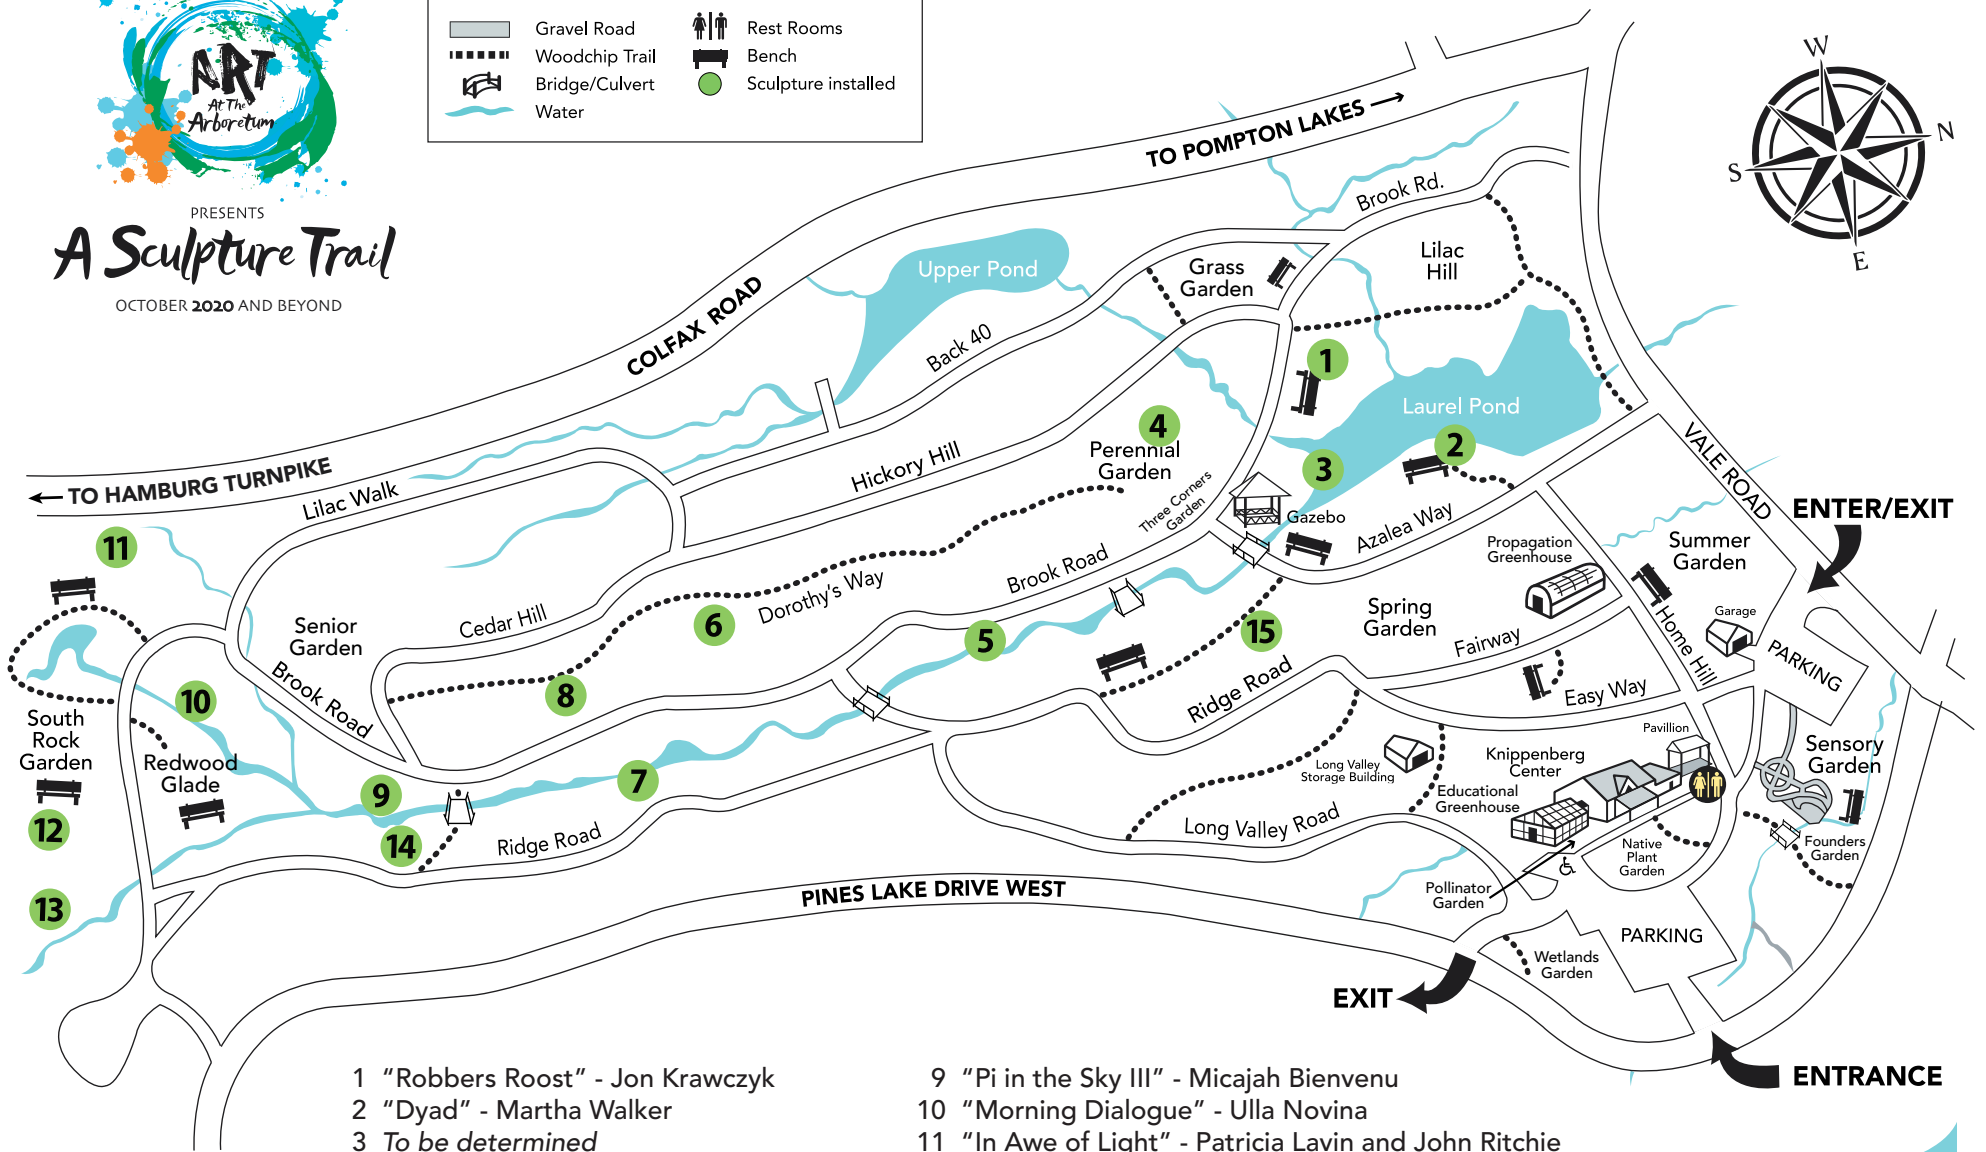 ART
At The
Arboretum
PRESENTS
A Sculpture Trail
OCTOBER 2020 AND BEYOND
Gravel Road
Woodchip Trail
Bridge/Culvert
Water
Rest Rooms
Bench
Sculpture installed
W
N
S
E
TO POMPTON LAKES
COLFAX ROAD
TO HAMBURG TURNPIKE
VALE ROAD
ENTER/EXIT
Brook Rd.
Lilac
Hill
Grass
Garden
Upper Pond
Back 40
Hickory Hill
Lilac Walk
1
Laurel Pond
2
3
4
Perennial
Garden
Three Corners
Garden
Gazebo
Azalea Way
Propagation
Greenhouse
Summer
Garden
Garage
Home Hill
PARKING
Spring
Garden
Fairway
Easy Way
Brook Road
Dorothy's Way
Cedar Hill
Senior
Garden
Brook Road
5
6
7
8
9
10
11
12
13
14
15
South
Rock
Garden
Redwood
Glade
Ridge Road
Ridge Road
Long Valley
Storage Building
Long Valley Road
Knippenberg
Center
Educational
Greenhouse
Pavillion
Sensory
Garden
Founders
Garden
Native
Plant
Garden
Pollinator
Garden
Wetlands
Garden
PARKING
PINES LAKE DRIVE WEST
EXIT
ENTRANCE
1 “Robbers Roost” - Jon Krawczyk
2 “Dyad” - Martha Walker
3 To be determined
9 “Pi in the Sky III” - Micajah Bienvenu
10 “Morning Dialogue” - Ulla Novina
11 “In Awe of Light” - Patricia Lavin and John Ritchie